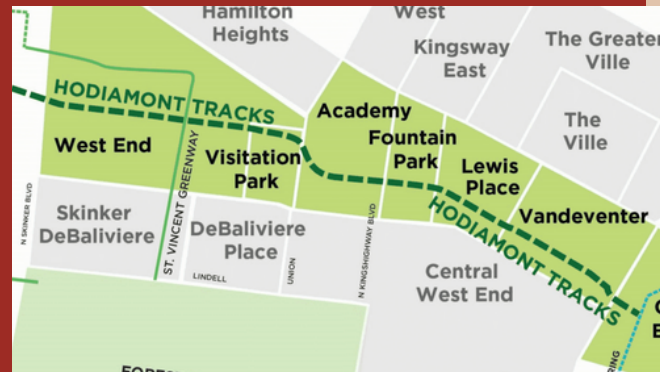 Hamilton
Heights
West
Kingsway
East
The Greater
Ville
The
Ville
HODIAMONT TRACKS
Academy
Fountain
Park
Lewis
Place
West End
Visitation
Park
Vandeventer
N SKINKER BLVD
Skinker
DeBaliviere
ST. VINCENT GREENWAY
DeBaliviere
Place
LINDELL
UNION
N KINGSHIGHWAY BLVD
HODIAMONT TRACKS
Central
West End